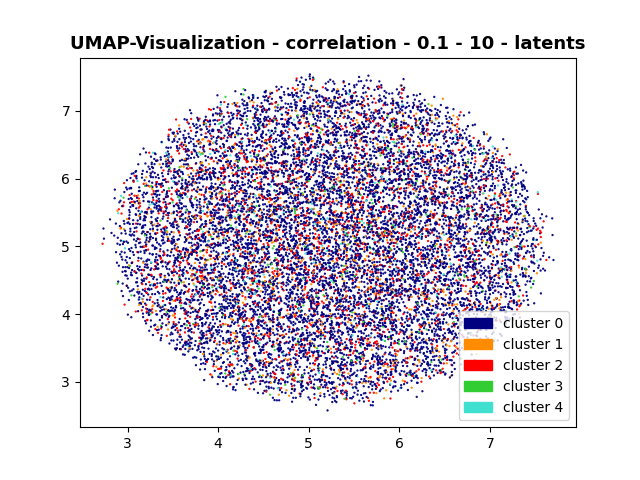 UMAP-Visualization - correlation - 0.1 - 10 - latents
7
6
5
4
3
3
4
5
6
7
cluster 0
cluster 1
cluster 2
cluster 3
cluster 4